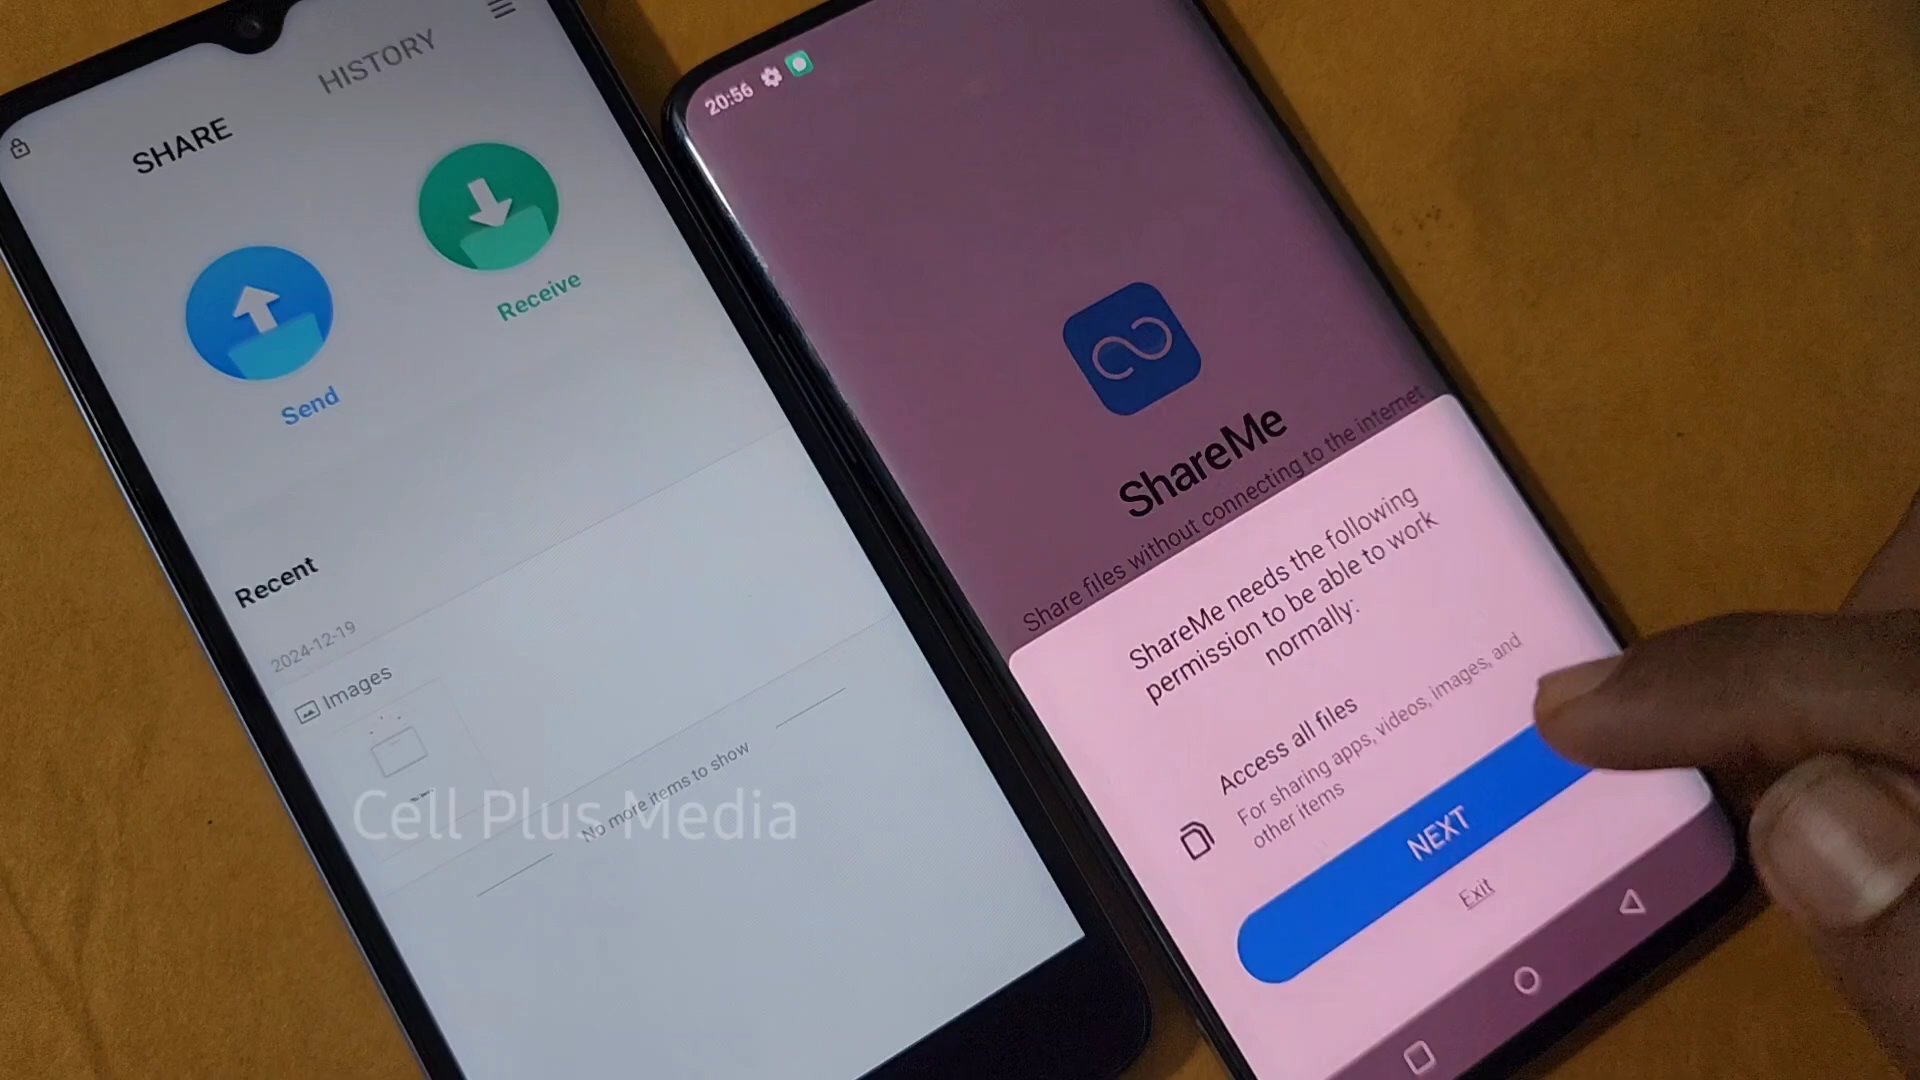 HISTORY
SHARE
Send
Receive
Recent
2024-12-19
Images
No more items to show
Cell Plus Media
20:56
ShareMe
Share files without connecting to the internet
ShareMe needs the following
permission to be able to work
normally:
Access all files
For sharing apps, videos, images, and
other items
NEXT
Exit